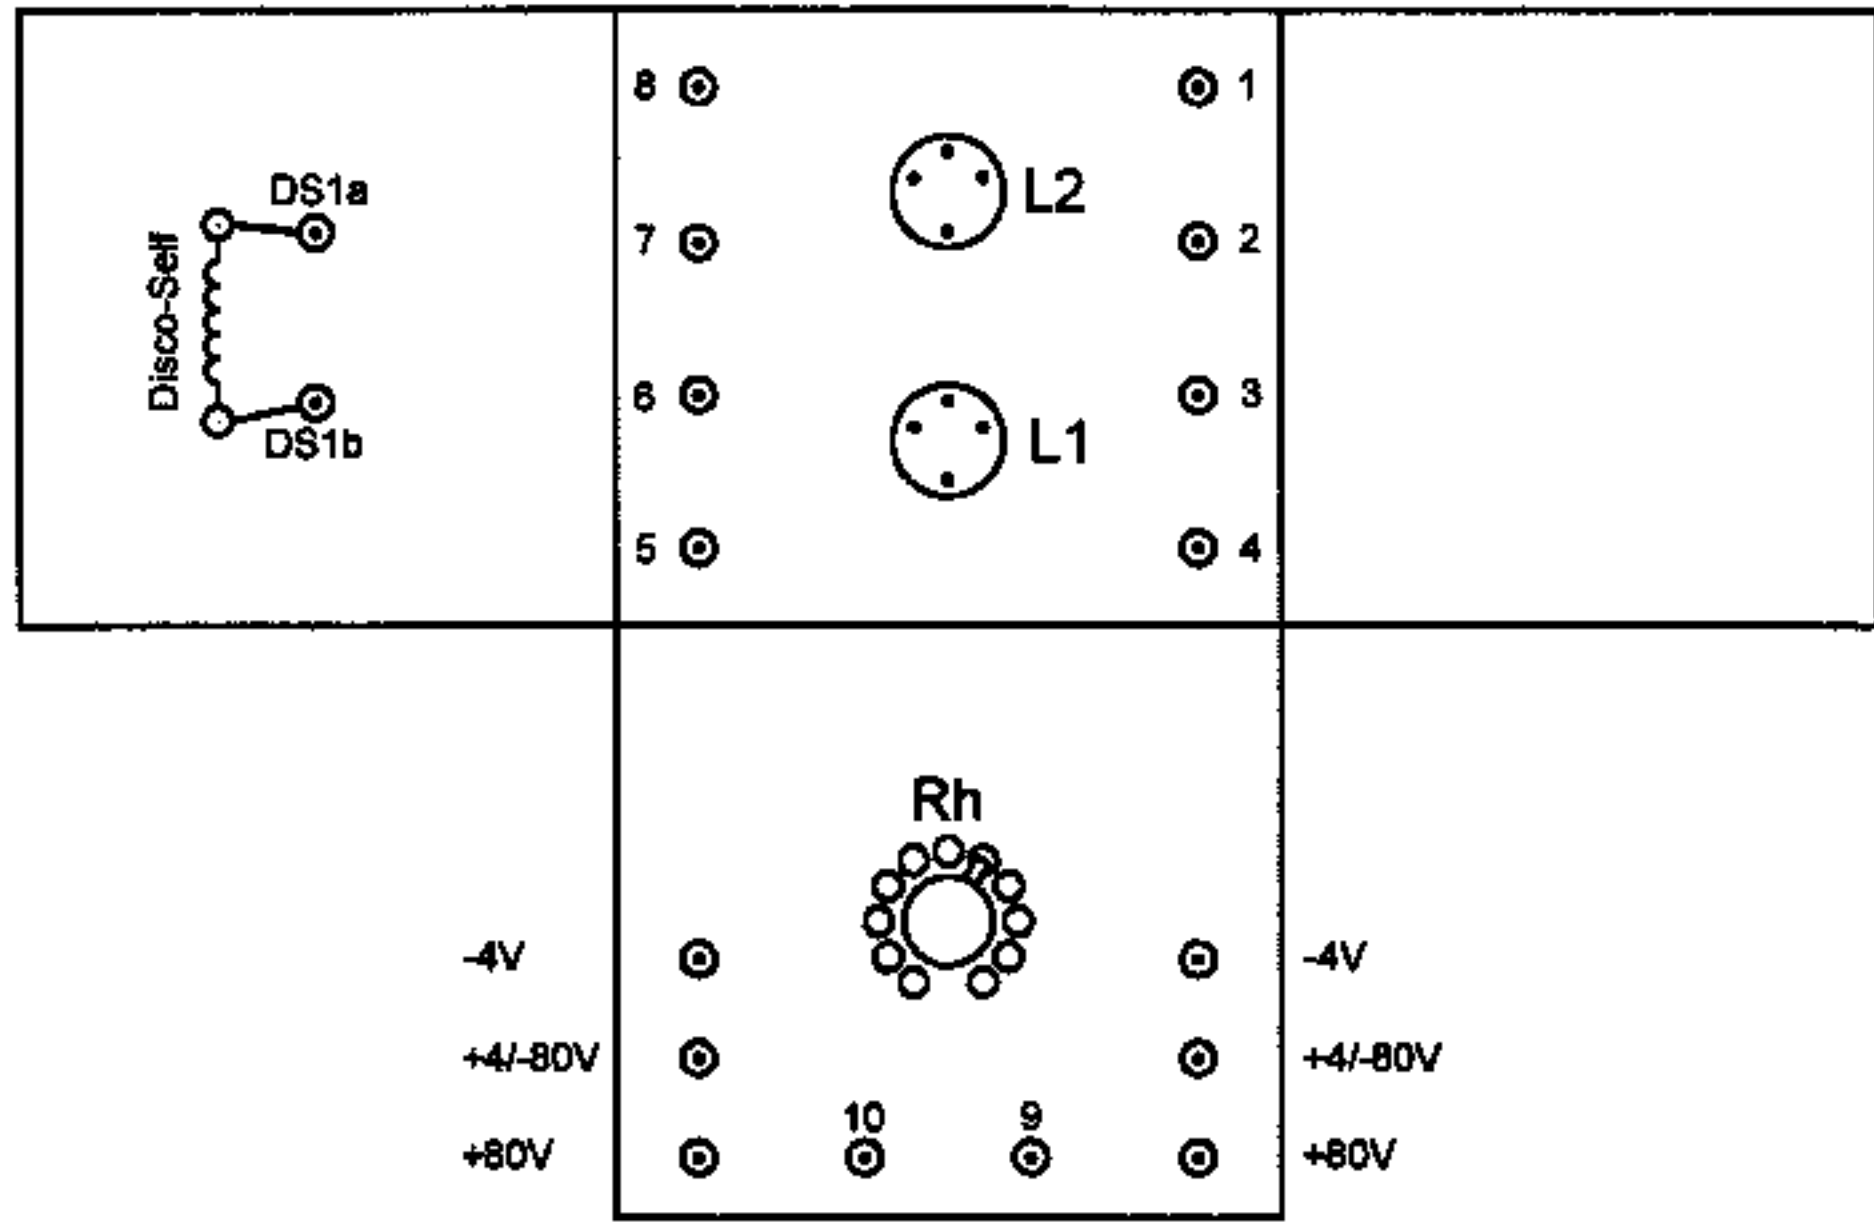 8
1
DS1a
L2
7
2
Disco-Self
6
3
DS1b
L1
5
4
Rh
-4V
-4V
+4/-80V
+4/-80V
10
9
+80V
+80V